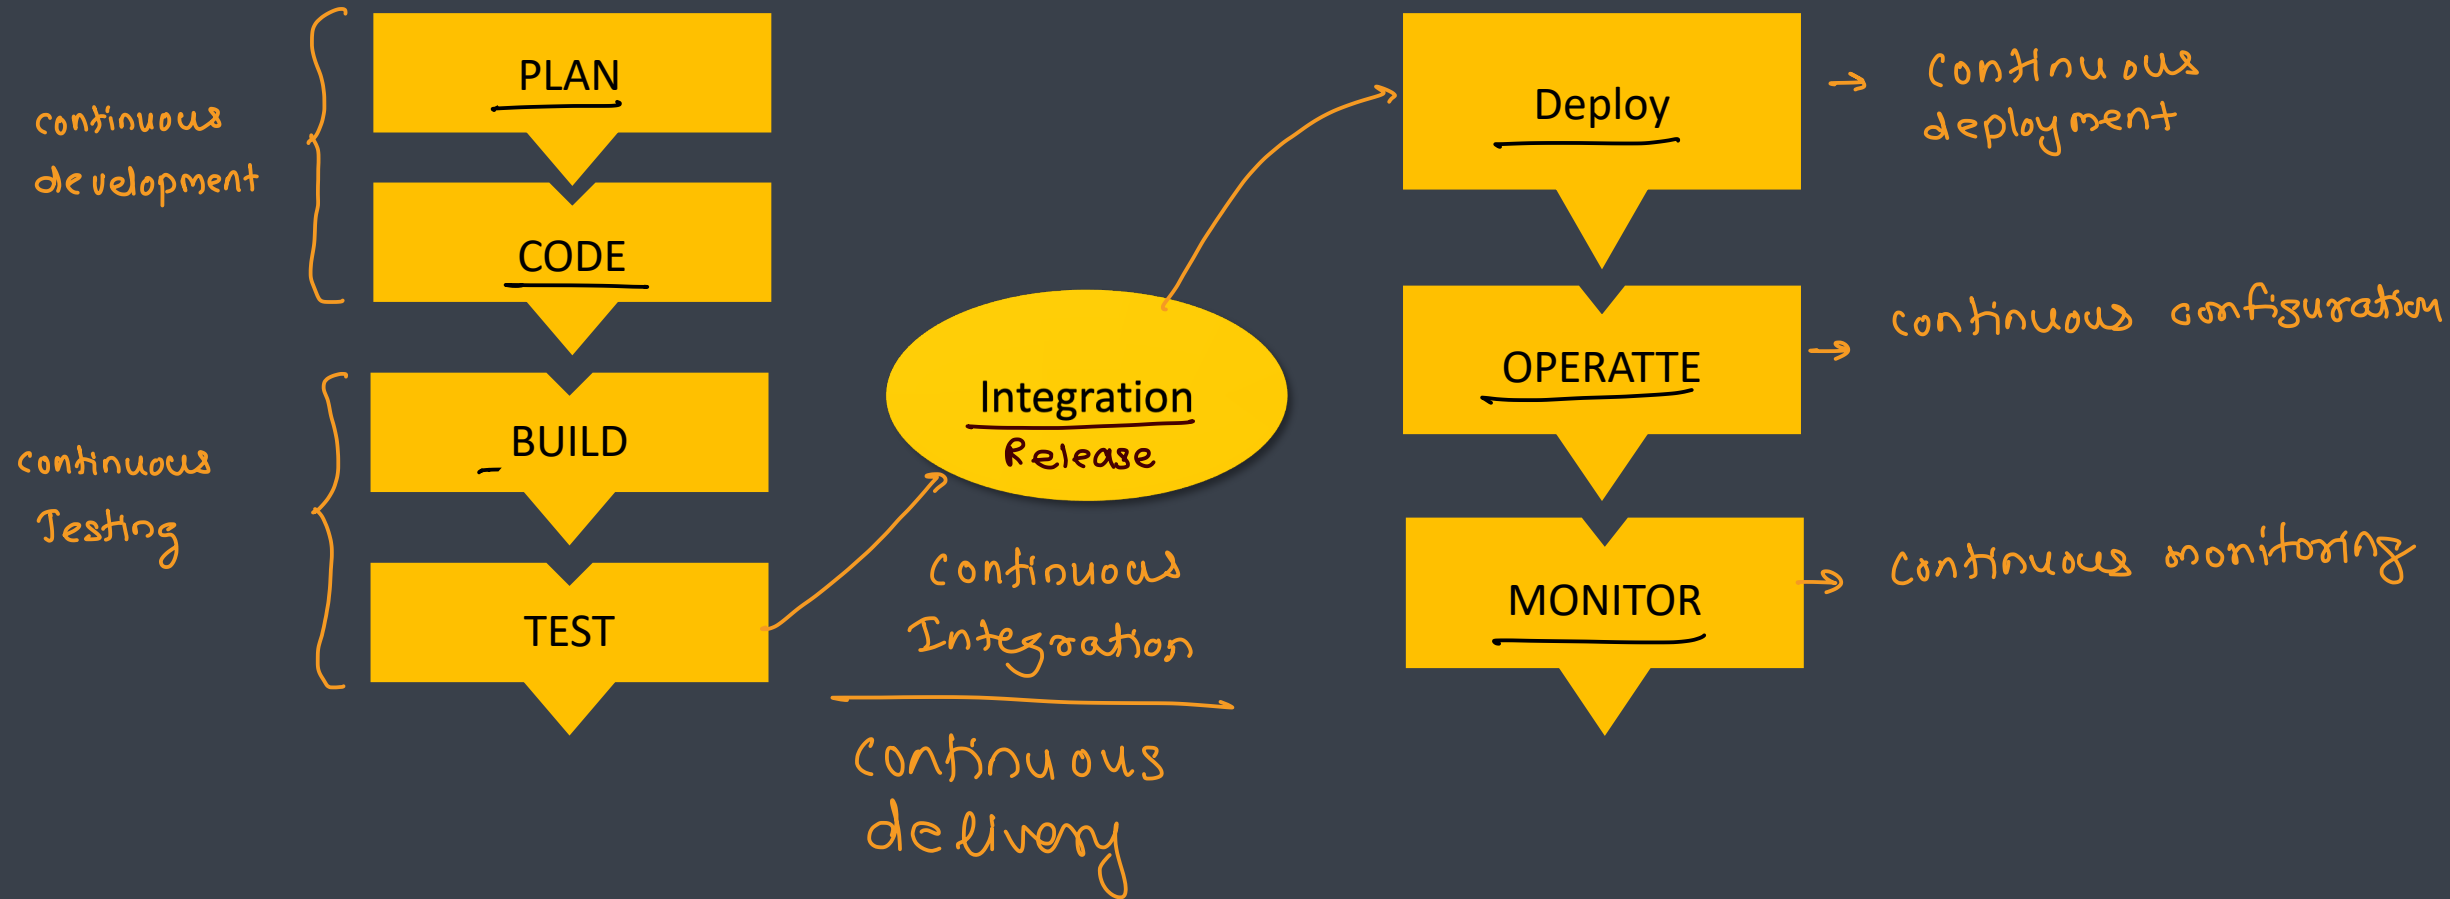 continuous
development
PLAN
CODE
continuous
Testing
BUILD
TEST
Integration
Release
continuous
Integration
continuous
delivery
Deploy
continuous
deployment
OPERATTE
continuous configuration
MONITOR
continuous monitoring